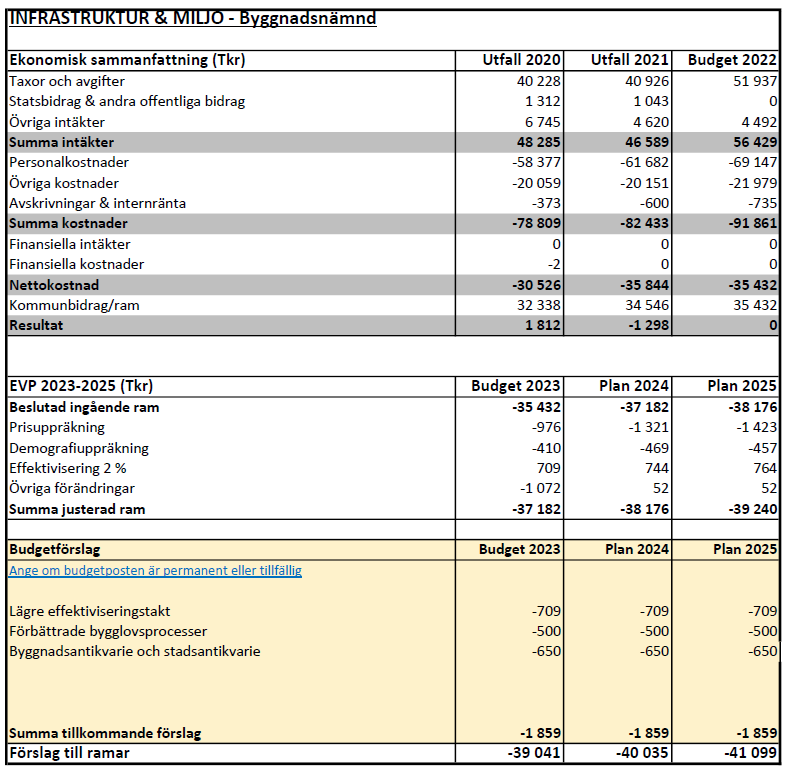 INFRASTRUKTUR & MILJÖ - Byggnadsnämnd
Ekonomisk sammanfattning (Tkr) Utfall 2020 Utfall 2021 Budget 2022
Taxor och avgifter 40 228 40 926 51 937
Statsbidrag & andra offentliga bidrag 1 312 1 043 0
Övriga intäkter 6 745 4 620 4 492
Summa intäkter 48 285 46 589 56 429
Personalkostnader -58 377 -61 682 -69 147
Övriga kostnader -20 059 -20 151 -21 979
Avskrivningar & internränta -373 -600 -735
Summa kostnader -78 809 -82 433 -91 861
Finansiella intäkter 0 0 0
Finansiella kostnader -2 0 0
Nettokostnad -30 526 -35 844 -35 432
Kommunbidrag/ram 32 338 34 546 35 432
Resultat 1 812 -1 298 0
EVP 2023-2025 (Tkr) Budget 2023 Plan 2024 Plan 2025
Beslutad ingående ram -35 432 -37 182 -38 176
Prisuppräkning -976 -1 321 -1 423
Demografiuppräkning -410 -469 -457
Effektivisering 2 % 709 744 764
Övriga förändringar -1 072 52 52
Summa justerad ram -37 182 -38 176 -39 240
Budgetförslag Budget 2023 Plan 2024 Plan 2025
Ange om budgetposten är permanent eller tillfällig
Lägre effektiviseringstakt -709 -709 -709
Förbättrade bygglovsprocesser -500 -500 -500
Byggnadsantikvarie och stadsantikvarie -650 -650 -650
Summa tillkommande förslag -1 859 -1 859 -1 859
Förslag till ramar -39 041 -40 035 -41 099